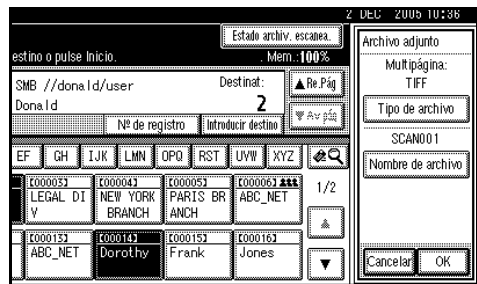 2 DEC 2005 10:36
Estado archiv. escanea.
estino o pulse Inicio.
Mem.:100%
SMB //donald/user
Destinat:
▲Re.Pág
Donald
2
▼Av pág
Nº de registro
Introducir destino
EF GH IJK LMN OPQ RST UVW XYZ
[00003] [00004] [00005] [00006]
LEGAL DI NEW YORK PARIS BR ABC_NET
V BRANCH ANCH
1/2
[00013] [00014] [00015] [00016]
ABC_NET Dorothy Frank Jones
Archivo adjunto
Multipágina:
TIFF
Tipo de archivo
SCAN001
Nombre de archivo
Cancelar OK